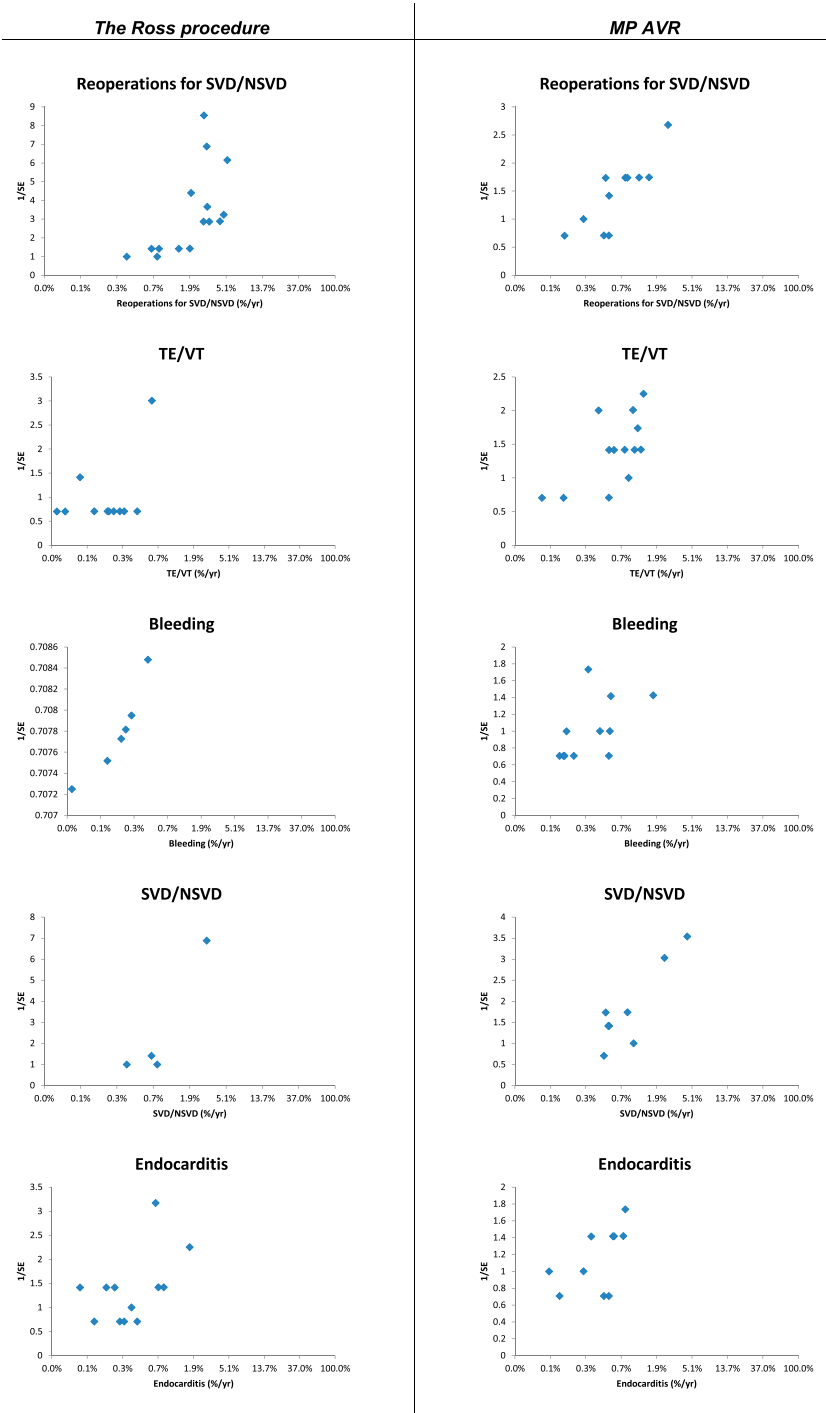 The Ross procedure
MP AVR
Reoperations for SVD/NSVD
9
8
7
6
5
4
3
2
1
0
1/SE
0.0% 0.1% 0.3% 0.7% 1.9% 5.1% 13.7% 37.0% 100.0%
Reoperations for SVD/NSVD (%/yr)
Reoperations for SVD/NSVD
3
2.5
2
1.5
1
0.5
0
1/SE
0.0% 0.1% 0.3% 0.7% 1.9% 5.1% 13.7% 37.0% 100.0%
Reoperations for SVD/NSVD (%/yr)
TE/VT
3.5
3
2.5
2
1.5
1
0.5
0
1/SE
0.0% 0.1% 0.3% 0.7% 1.9% 5.1% 13.7% 37.0% 100.0%
TE/VT (%/yr)
TE/VT
2.5
2
1.5
1
0.5
0
1/SE
0.0% 0.1% 0.3% 0.7% 1.9% 5.1% 13.7% 37.0% 100.0%
TE/VT (%/yr)
Bleeding
0.7086
0.7084
0.7082
0.708
0.7078
0.7076
0.7074
0.7072
0.707
1/SE
0.0% 0.1% 0.3% 0.7% 1.9% 5.1% 13.7% 37.0% 100.0%
Bleeding (%/yr)
Bleeding
2
1.8
1.6
1.4
1.2
1
0.8
0.6
0.4
0.2
0
1/SE
0.0% 0.1% 0.3% 0.7% 1.9% 5.1% 13.7% 37.0% 100.0%
Bleeding (%/yr)
SVD/NSVD
8
7
6
5
4
3
2
1
0
1/SE
0.0% 0.1% 0.3% 0.7% 1.9% 5.1% 13.7% 37.0% 100.0%
SVD/NSVD (%/yr)
SVD/NSVD
4
3.5
3
2.5
2
1.5
1
0.5
0
1/SE
0.0% 0.1% 0.3% 0.7% 1.9% 5.1% 13.7% 37.0% 100.0%
SVD/NSVD (%/yr)
Endocarditis
3.5
3
2.5
2
1.5
1
0.5
0
1/SE
0.0% 0.1% 0.3% 0.7% 1.9% 5.1% 13.7% 37.0% 100.0%
Endocarditis (%/yr)
Endocarditis
2
1.8
1.6
1.4
1.2
1
0.8
0.6
0.4
0.2
0
1/SE
0.0% 0.1% 0.3% 0.7% 1.9% 5.1% 13.7% 37.0% 100.0%
Endocarditis (%/yr)